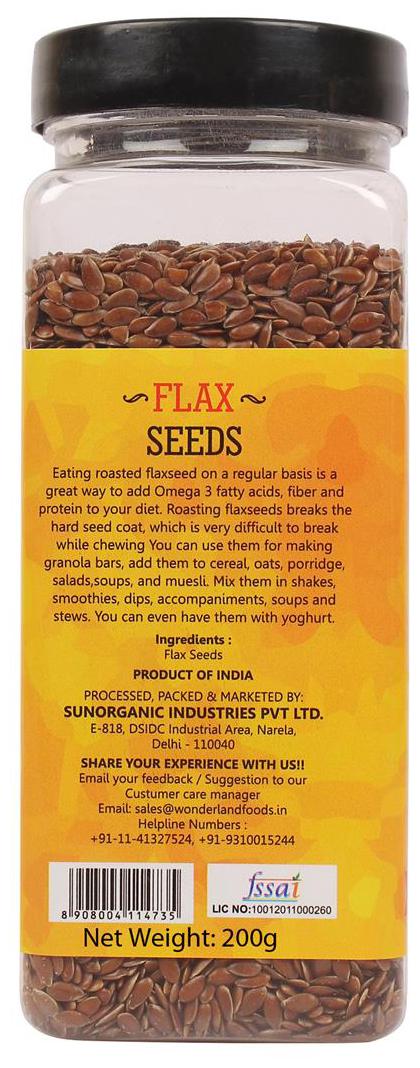 FLAX
SEEDS
Eating roasted flaxseed on a regular basis is a
great way to add Omega 3 fatty acids, fiber and
protein to your diet. Roasting flaxseeds breaks the
hard seed coat, which is very difficult to break
while chewing You can use them for making
granola bars, add them to cereal, oats, porridge,
salads,soups, and muesli. Mix them in shakes,
smoothies, dips, accompaniments, soups and
stews. You can even have them with yoghurt.
Ingredients :
Flax Seeds
PRODUCT OF INDIA
PROCESSED, PACKED & MARKETED BY:
SUNORGANIC INDUSTRIES PVT LTD.
E-818, DSIDC Industrial Area, Narela,
Delhi - 110040
SHARE YOUR EXPERIENCE WITH US!!
Email your feedback / Suggestion to our
Custumer care manager
Email: sales@wonderlandfoods.in
Helpline Numbers :
+91-11-41327524, +91-9310015244
8 908004 114735
fssai
LIC NO:10012011000260
Net Weight: 200g